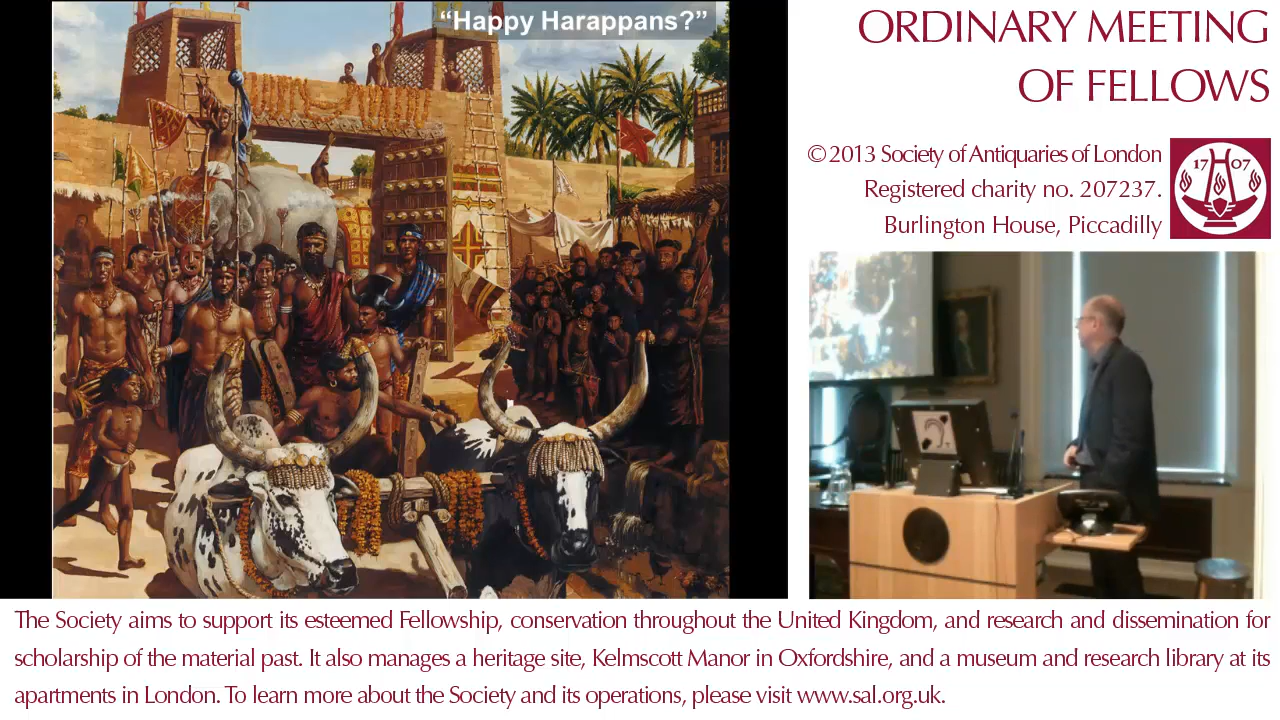 “Happy Harappans?”
ORDINARY MEETING
OF FELLOWS
© 2013 Society of Antiquaries of London
Registered charity no. 207237.
Burlington House, Piccadilly
17 07
The Society aims to support its esteemed Fellowship, conservation throughout the United Kingdom, and research and dissemination for
scholarship of the material past. It also manages a heritage site, Kelmscott Manor in Oxfordshire, and a museum and research library at its
apartments in London. To learn more about the Society and its operations, please visit www.sal.org.uk.